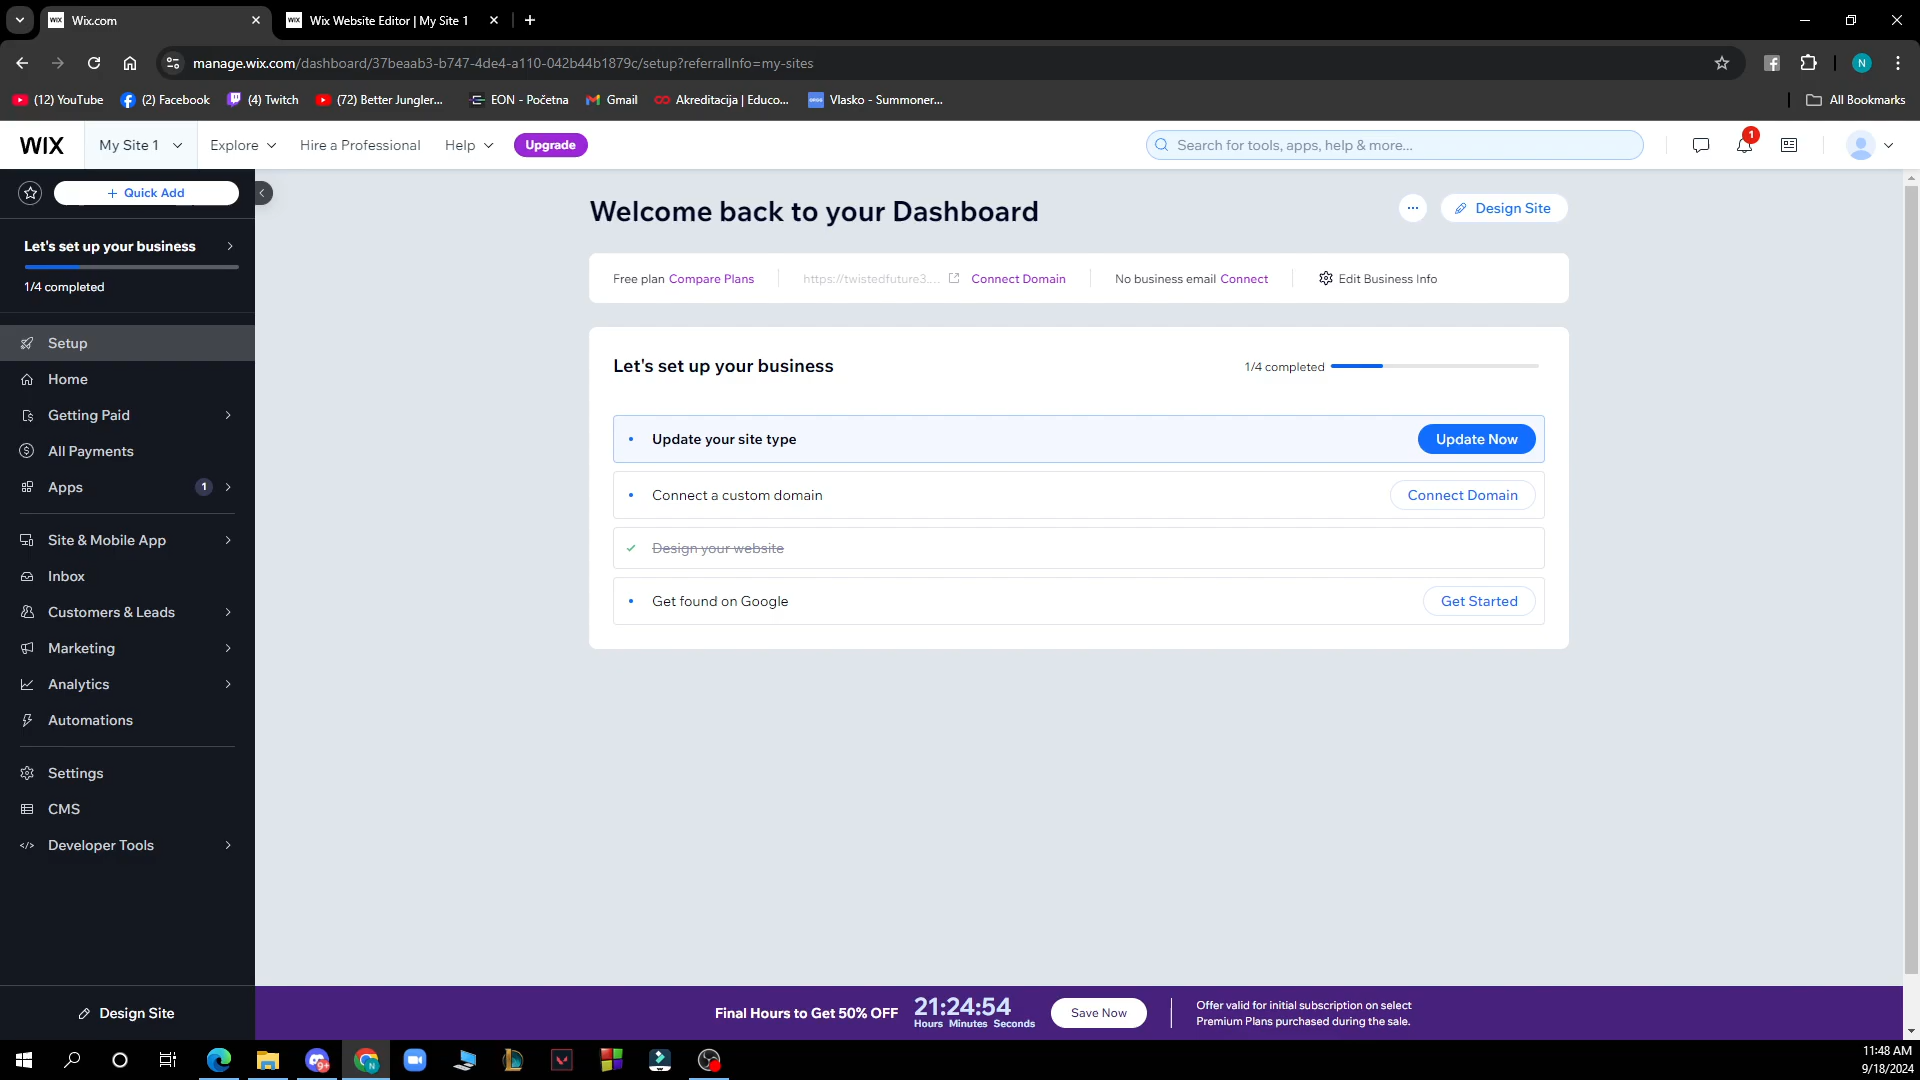 Wix.com
Wix Website Editor | My Site 1
manage.wix.com/dashboard/37beaab3-b747-4de4-a110-042b44b1879c/setup?referralInfo=my-sites
(12) YouTube
(2) Facebook
(4) Twitch
(72) Better Jungler...
EON - Početna
Gmail
Akreditacija | Educo...
Vlasko - Summoner...
All Bookmarks
WIX
My Site 1
Explore
Hire a Professional
Help
Upgrade
Search for tools, apps, help & more...
1
+ Quick Add
Let's set up your business
1/4 completed
Setup
Home
Getting Paid
All Payments
Apps
1
Site & Mobile App
Inbox
Customers & Leads
Marketing
Analytics
Automations
Settings
CMS
Developer Tools
Design Site
Welcome back to your Dashboard
Design Site
Free plan Compare Plans
https://twistedfuture3.... Connect Domain
No business email Connect
Edit Business Info
Let's set up your business
1/4 completed
Update your site type
Update Now
Connect a custom domain
Connect Domain
Design your website
Get found on Google
Get Started
Final Hours to Get 50% OFF
21:24:54
Hours Minutes Seconds
Save Now
Offer valid for initial subscription on select
Premium Plans purchased during the sale.
11:48 AM
9/18/2024